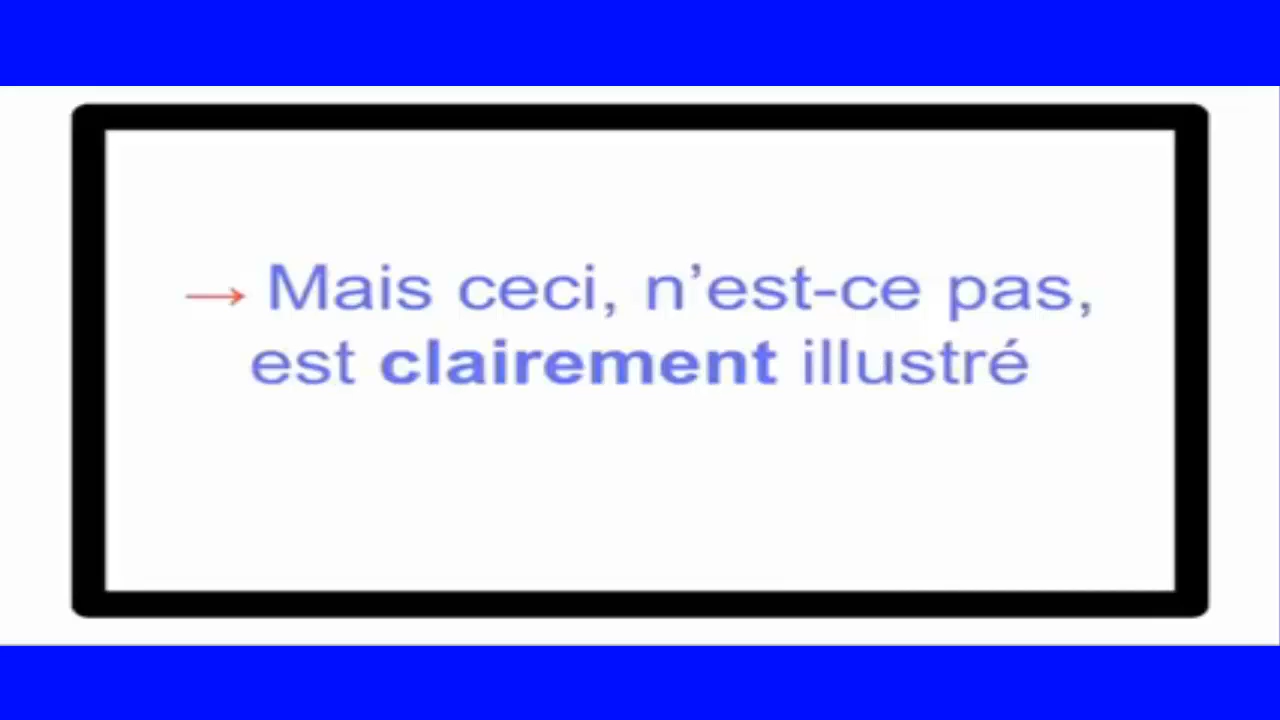 → Mais ceci, n’est-ce pas,
est clairement illustré